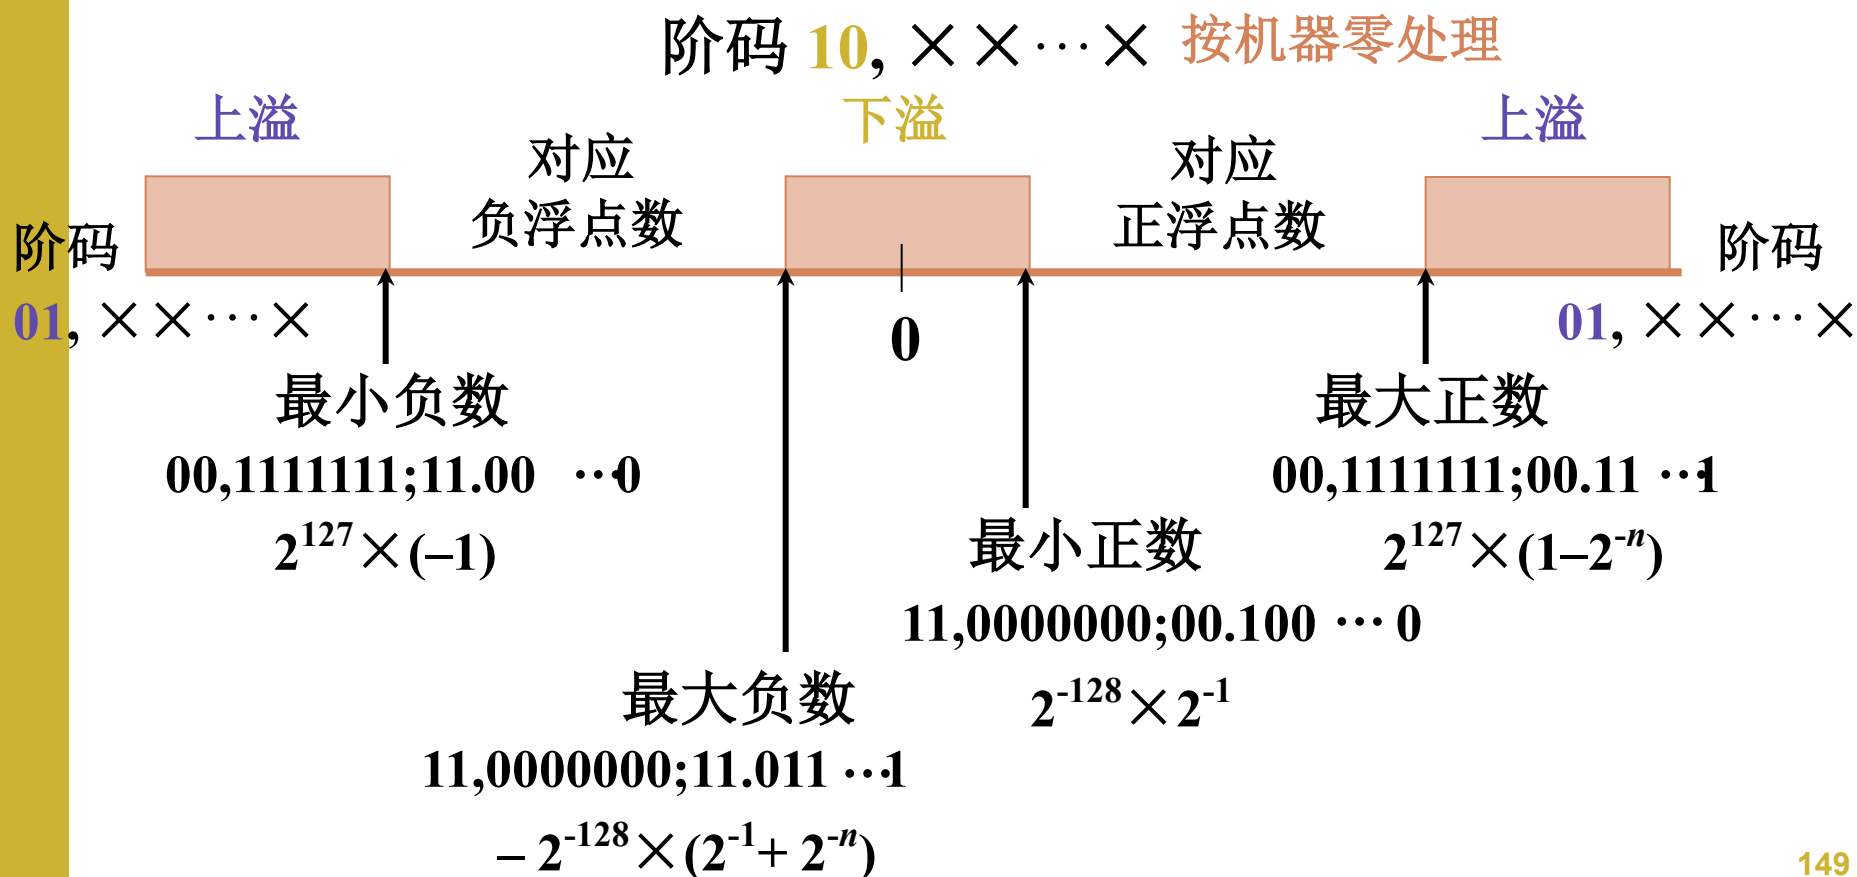 阶码 10, ××···× 按机器零处理
上溢 下溢 上溢
对应 对应
负浮点数 正浮点数
阶码 阶码
01, ××···× 0 01, ××···×
最小负数 最大正数
00,1111111;11.00 ···0 00,1111111;00.11 ···1
2^127×(–1) 2^127×(1–2^-n)
最小正数
11,0000000;00.100 ··· 0
最大负数 2^-128×2^-1
11,0000000;11.011 ···1
– 2^-128×(2^-1+ 2^-n)
149